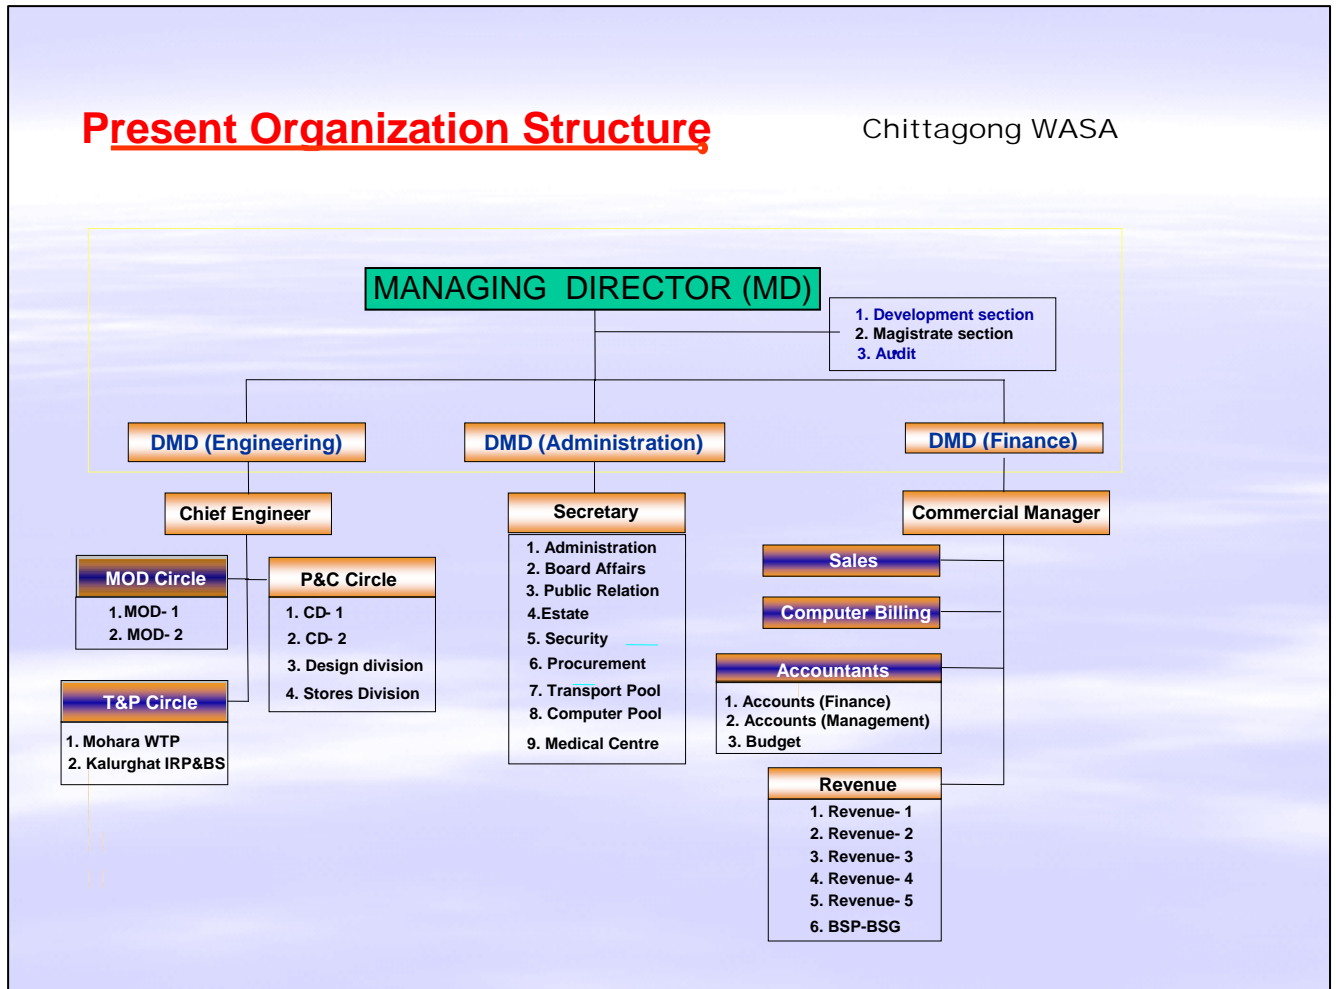 Present Organization Structure
Chittagong WASA
MANAGING DIRECTOR (MD)
1. Development section
2. Magistrate section
3. Audit
DMD (Engineering)
DMD (Administration)
DMD (Finance)
Chief Engineer
Secretary
Commercial Manager
MOD Circle
1.MOD- 1
2. MOD- 2
P&C Circle
1. CD- 1
2. CD- 2
3. Design division
4. Stores Division
T&P Circle
1. Mohara WTP
2. Kalurghat IRP&BS
1. Administration
2. Board Affairs
3. Public Relation
4.Estate
5. Security
6. Procurement
7. Transport Pool
8. Computer Pool
9. Medical Centre
Sales
Computer Billing
Accountants
1. Accounts (Finance)
2. Accounts (Management)
3. Budget
Revenue
1. Revenue- 1
2. Revenue- 2
3. Revenue- 3
4. Revenue- 4
5. Revenue- 5
6. BSP-BSG